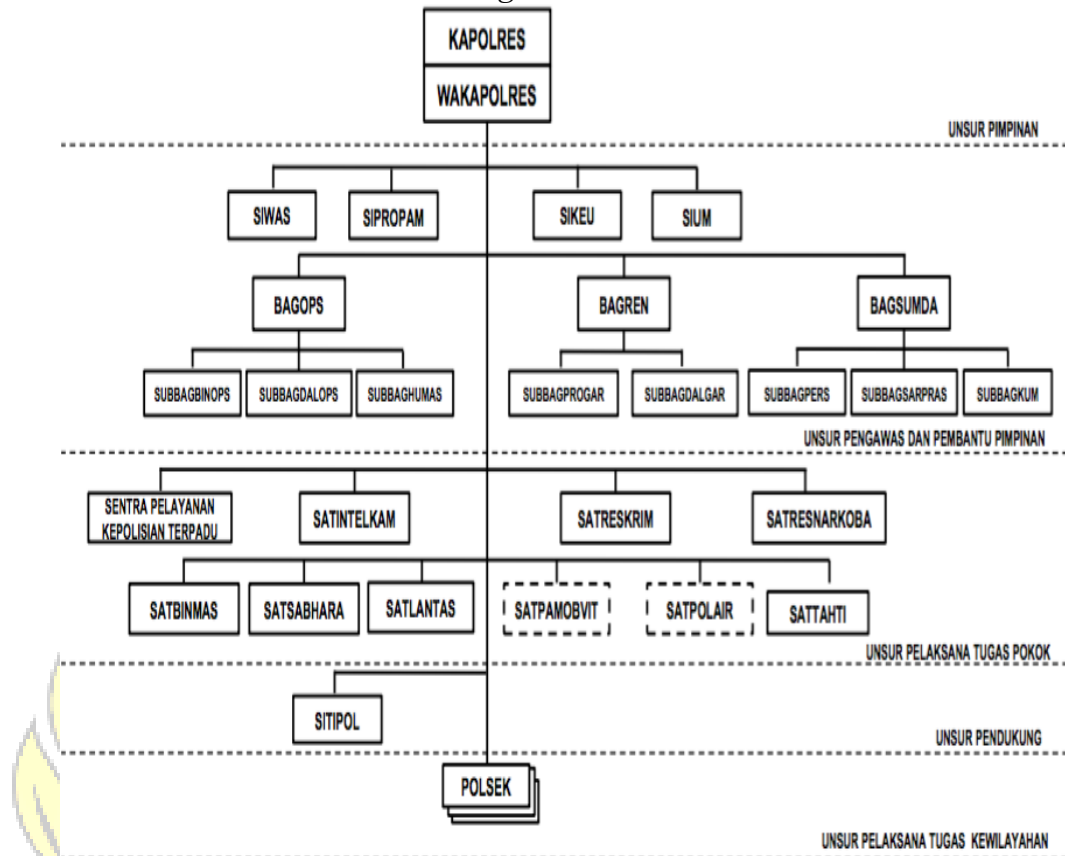 KAPOLRES
WAKAPOLRES
UNSUR PIMPINAN
SIWAS
SIPROPAM
SIKEU
SIUM
BAGOPS
BAGREN
BAGSUMDA
SUBBAGBINOPS
SUBBAGDALOPS
SUBBAGHUMAS
SUBBAGPROGAR
SUBBAGDALGAR
SUBBAGPERS
SUBBAGSARPRAS
SUBBAGKUM
UNSUR PENGAWAS DAN PEMBANTU PIMPINAN
SENTRA PELAYANAN
KEPOLISIAN TERPADU
SATINTELKAM
SATRESKRIM
SATRESNARKOBA
SATBINMAS
SATSABHARA
SATLANTAS
SATPAMOBVIT
SATPOLAIR
SATTAHTI
UNSUR PELAKSANA TUGAS POKOK
SITIPOL
UNSUR PENDUKUNG
POLSEK
UNSUR PELAKSANA TUGAS KEWILAYAHAN